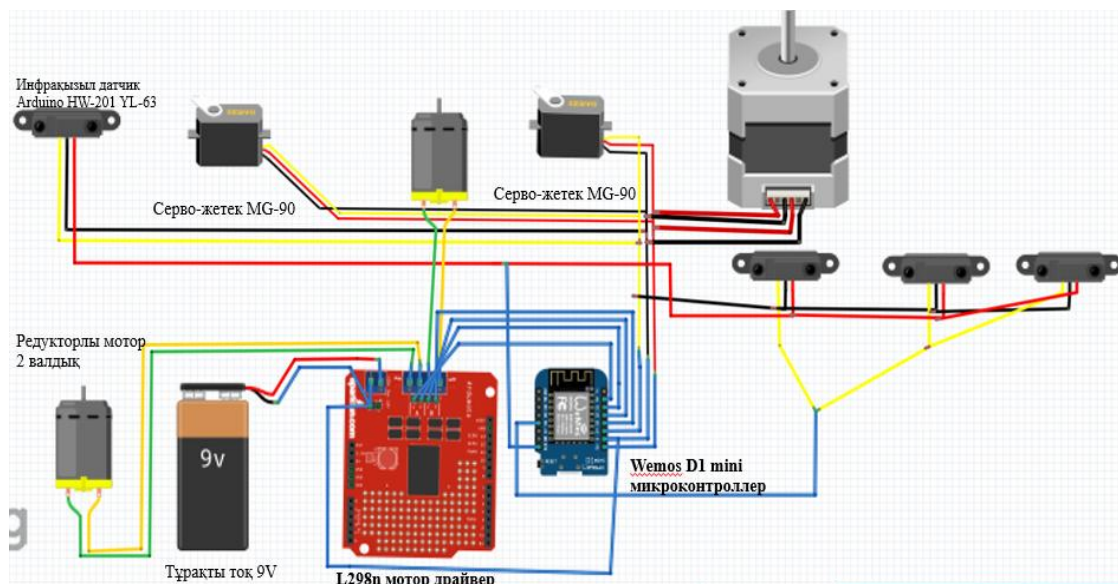 Инфрақызыл датчик
Arduino HW-201 YL-63
Серво-жетек MG-90
Серво-жетек MG-90
Редукторлы мотор
2 валдық
9v
Wemos D1 mini
микроконтроллер
Тұрақты тоқ 9V
L298n мотор драйвер